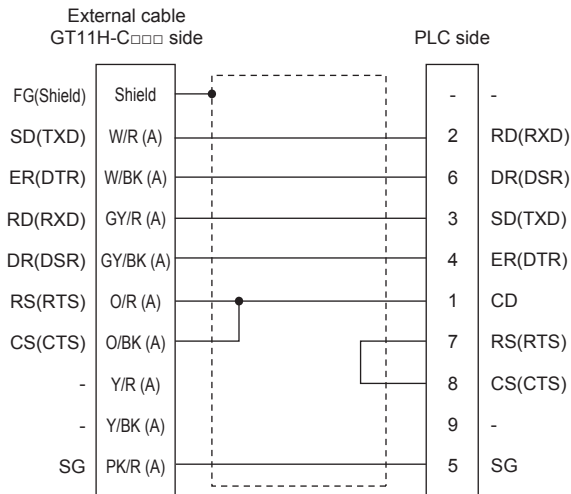 External cable
GT11H-C□□□ side PLC side
FG(Shield) Shield - -
SD(TXD) W/R (A) 2 RD(RXD)
ER(DTR) W/BK (A) 6 DR(DSR)
RD(RXD) GY/R (A) 3 SD(TXD)
DR(DSR) GY/BK (A) 4 ER(DTR)
RS(RTS) O/R (A) 1 CD
CS(CTS) O/BK (A) 7 RS(RTS)
- Y/R (A) 8 CS(CTS)
- Y/BK (A) 9 -
SG PK/R (A) 5 SG